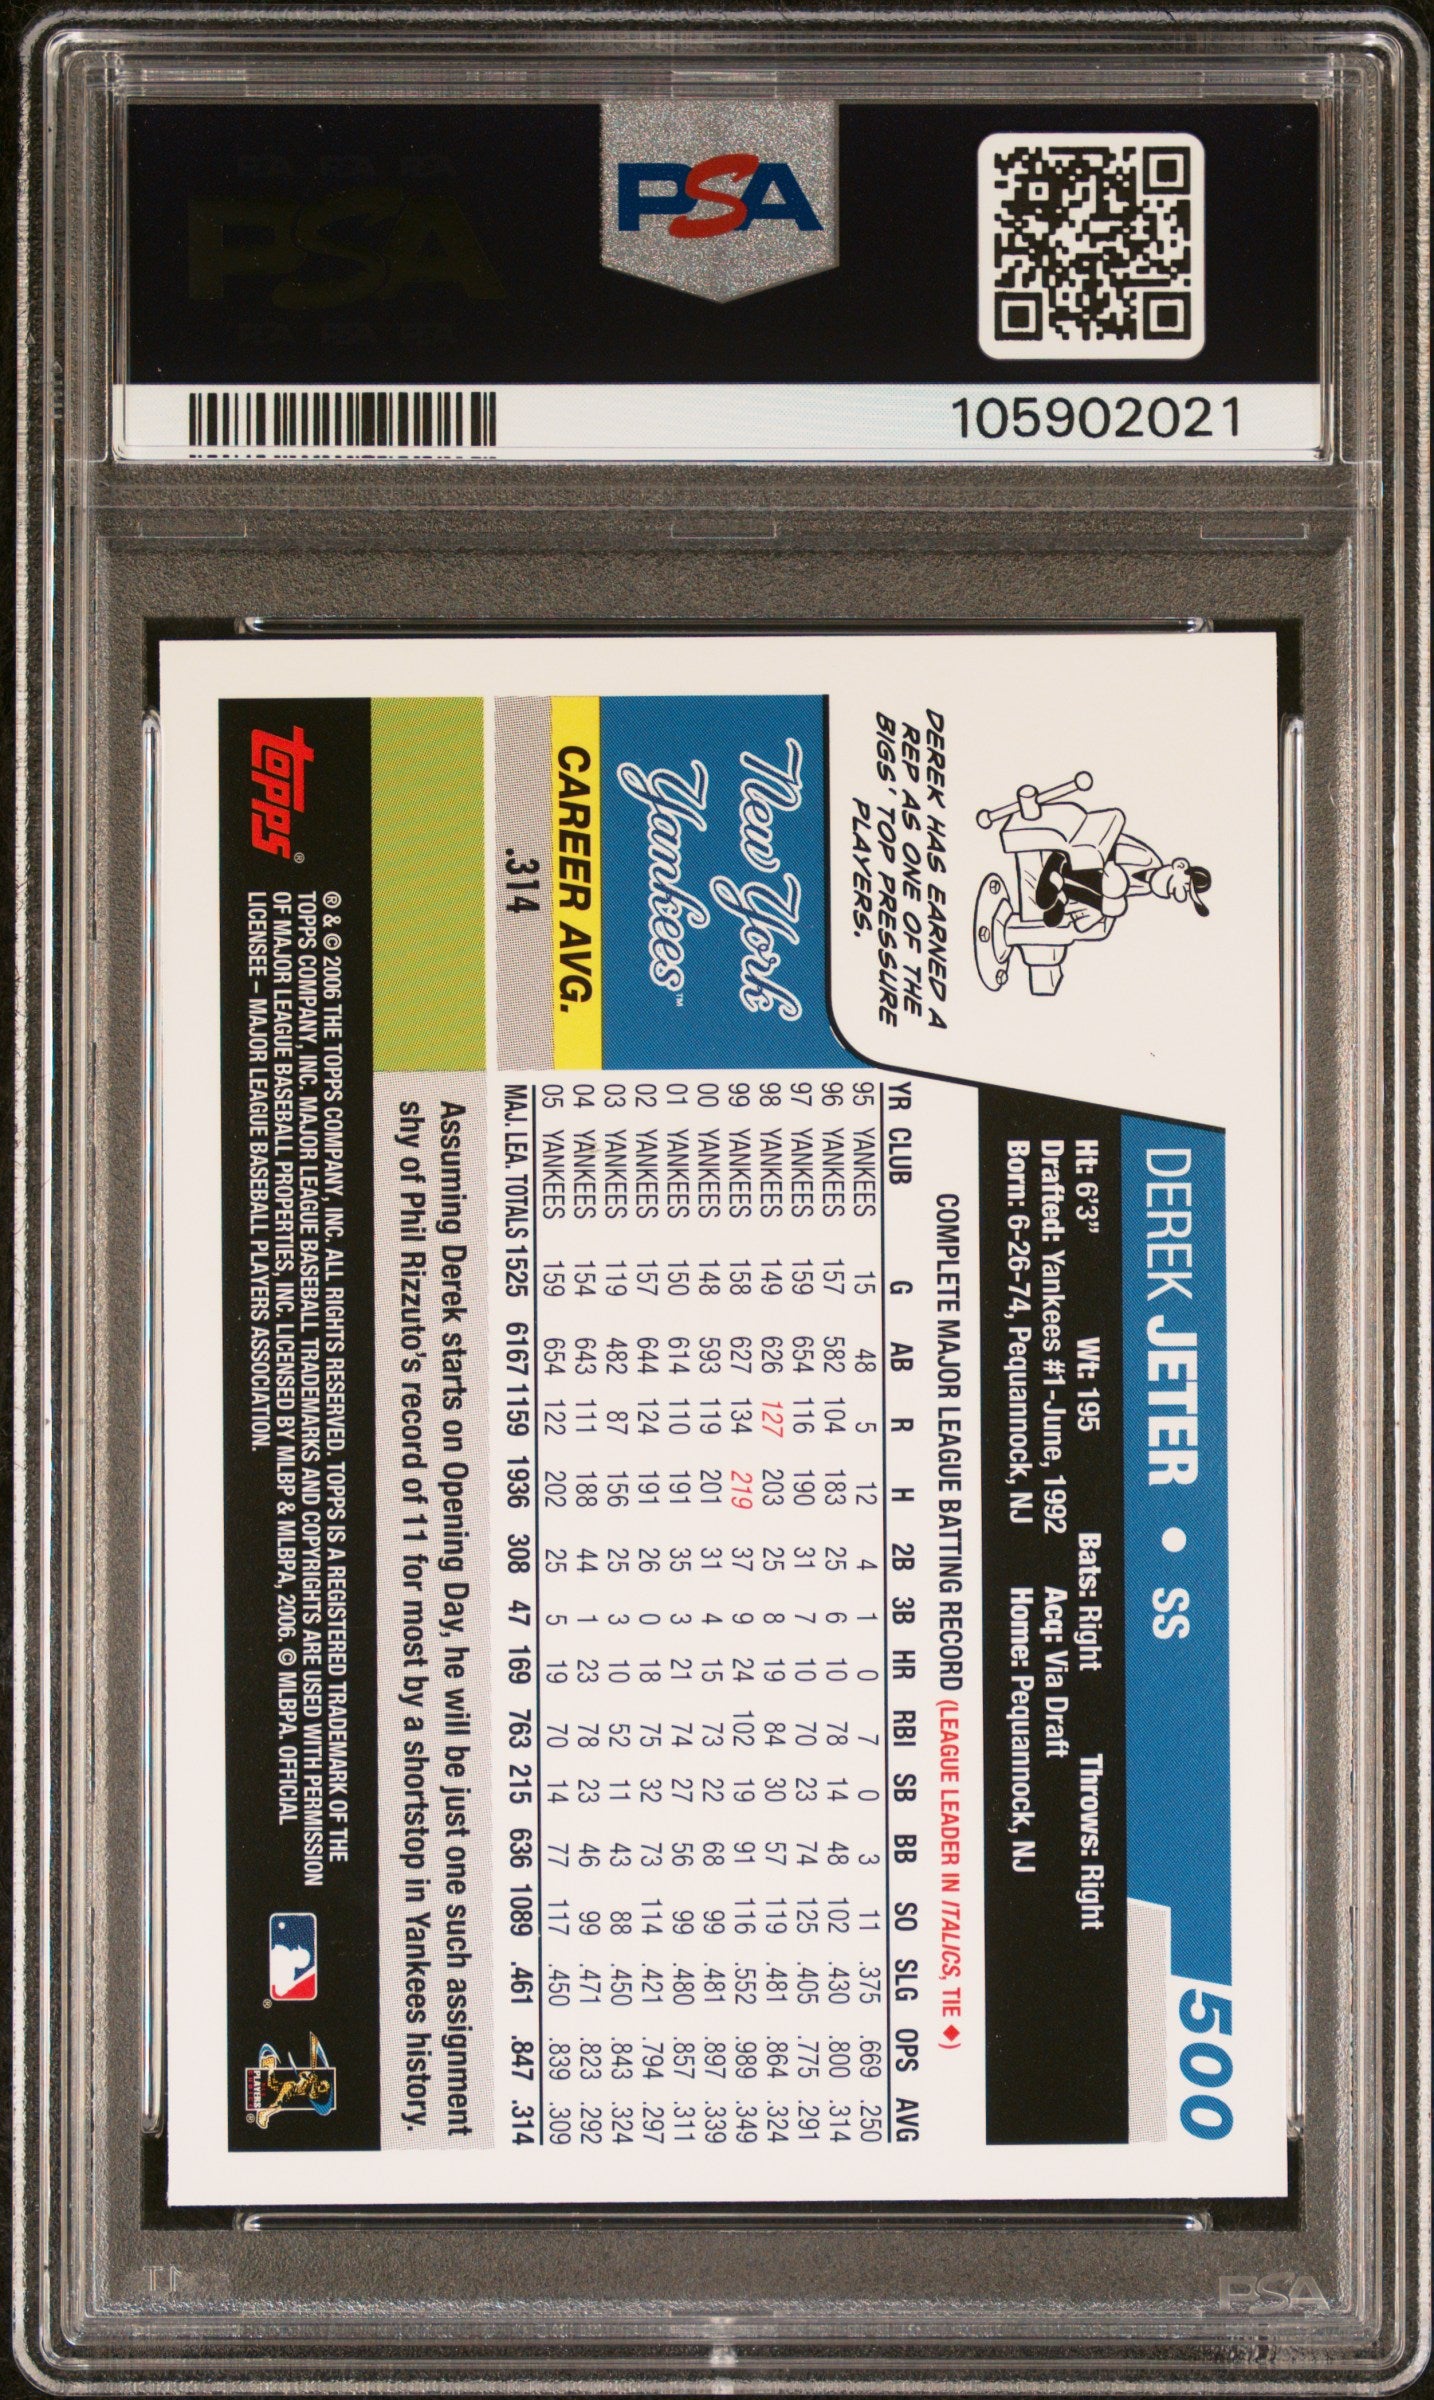 PSA
105902021
DEREK HAS EARNED A
REP AS ONE OF THE
BIGS' TOP PRESSURE
PLAYERS.
DEREK JETER • SS
500
Ht: 6'3" Wt: 195 Bats: Right Throws: Right
Drafted: Yankees #1-June, 1992 Acq: Via Draft
Born: 6-26-74, Pequannock, NJ Home: Pequannock, NJ
COMPLETE MAJOR LEAGUE BATTING RECORD (LEAGUE LEADER IN ITALICS, TIE ◆)
YR CLUB G AB R H 2B 3B HR RBI SB BB SO SLG OPS AVG
95 YANKEES 15 48 5 12 4 1 0 7 0 3 11 .375 .669 .250
96 YANKEES 157 582 104 183 25 6 10 78 14 48 102 .430 .800 .314
97 YANKEES 159 654 116 190 31 7 10 70 23 74 125 .405 .775 .291
98 YANKEES 149 626 127 203 25 8 19 84 30 57 119 .481 .864 .324
99 YANKEES 158 627 134 219 37 9 24 102 19 91 116 .552 .989 .349
00 YANKEES 148 593 119 201 31 4 15 73 22 68 99 .481 .897 .339
01 YANKEES 150 614 110 191 35 3 21 74 27 56 99 .480 .857 .311
02 YANKEES 157 644 124 191 26 0 18 75 32 73 114 .421 .794 .297
03 YANKEES 119 482 87 156 25 3 10 52 11 43 88 .450 .843 .324
04 YANKEES 154 643 111 188 44 1 23 78 23 46 99 .471 .823 .292
05 YANKEES 159 654 122 202 25 5 19 70 14 77 117 .450 .839 .309
MAJ. LEA. TOTALS 1525 6167 1159 1936 308 47 169 763 215 636 1089 .461 .847 .314
New York
Yankees™
CAREER AVG.
.314
Assuming Derek starts on Opening Day, he will be just one such assignment
shy of Phil Rizzuto's record of 11 for most by a shortstop in Yankees history.
Topps®
® & © 2006 THE TOPPS COMPANY, INC. ALL RIGHTS RESERVED. TOPPS IS A REGISTERED TRADEMARK OF THE
TOPPS COMPANY, INC. MAJOR LEAGUE BASEBALL TRADEMARKS AND COPYRIGHTS ARE USED WITH PERMISSION
OF MAJOR LEAGUE BASEBALL PROPERTIES, INC. LICENSED BY MLBP & MLBPA, 2006. © MLBPA. OFFICIAL
LICENSEE – MAJOR LEAGUE BASEBALL PLAYERS ASSOCIATION.
PLAYERS
PSA